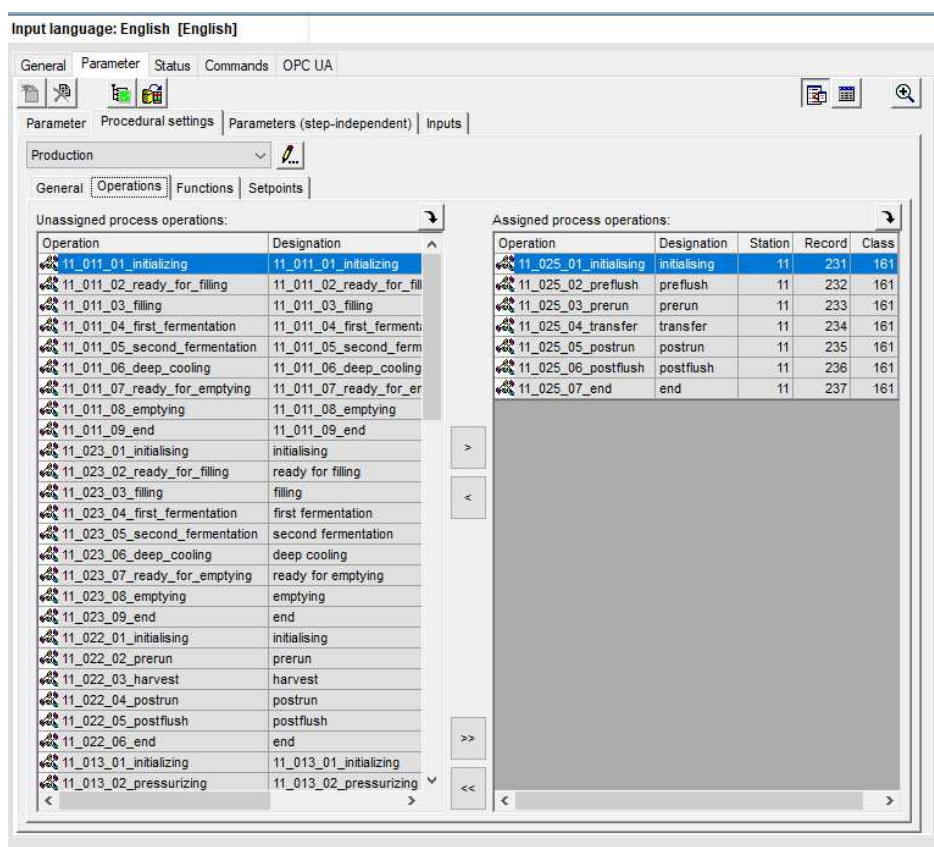 Input language: English [English]
General Parameter Status Commands OPC UA
Parameter Procedural settings Parameters (step-independent) Inputs
Production
General Operations Functions Setpoints
Unassigned process operations:
Operation Designation
11_011_01_initializing 11_011_01_initializing
11_011_02_ready_for_filling 11_011_02_ready_for_fill
11_011_03_filling 11_011_03_filling
11_011_04_first_fermentation 11_011_04_first_ferment
11_011_05_second_fermentation 11_011_05_second_ferm
11_011_06_deep_cooling 11_011_06_deep_cooling
11_011_07_ready_for_emptying 11_011_07_ready_for_er
11_011_08_emptying 11_011_08_emptying
11_011_09_end 11_011_09_end
11_023_01_initialising initialising
11_023_02_ready_for_filling ready for filling
11_023_03_filling filling
11_023_04_first_fermentation first fermentation
11_023_05_second_fermentation second fermentation
11_023_06_deep_cooling deep cooling
11_023_07_ready_for_emptying ready for emptying
11_023_08_emptying emptying
11_023_09_end end
11_022_01_initialising initialising
11_022_02_prerun prerun
11_022_03_harvest harvest
11_022_04_postrun postrun
11_022_05_postflush postflush
11_022_06_end end
11_013_01_initializing 11_013_01_initializing
11_013_02_pressurizing 11_013_02_pressurizing
>
<
>>
<<
Assigned process operations:
Operation Designation Station Record Class
11_025_01_initialising initialising 11 231 161
11_025_02_preflush preflush 11 232 161
11_025_03_prerun prerun 11 233 161
11_025_04_transfer transfer 11 234 161
11_025_05_postrun postrun 11 235 161
11_025_06_postflush postflush 11 236 161
11_025_07_end end 11 237 161